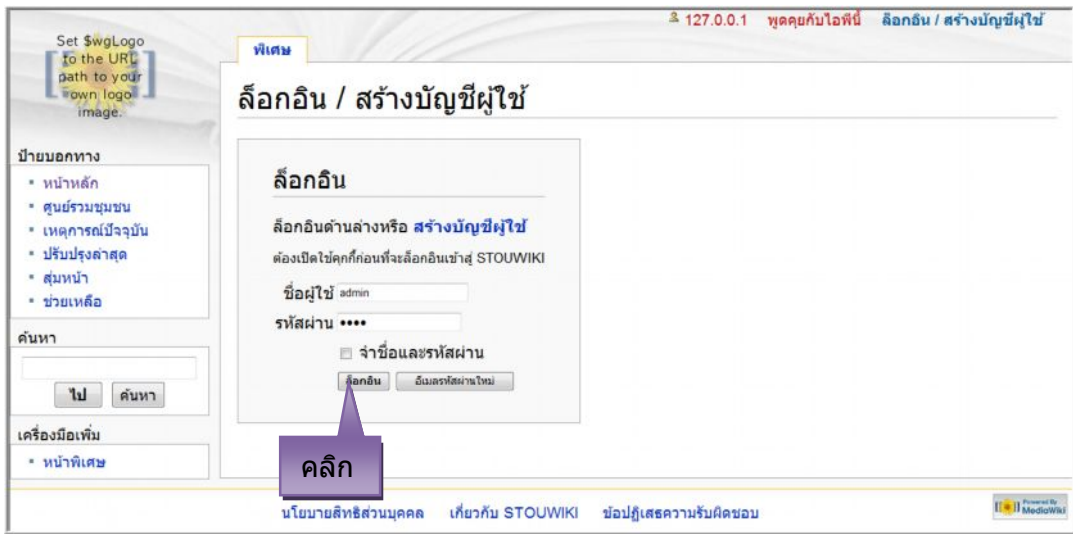 127.0.0.1 พูดคุยกับไอพีนี้ ล็อกอิน / สร้างบัญชีผู้ใช้
Set $wgLogo
to the URL
path to your
own logo
image.
พิเศษ
ล็อกอิน / สร้างบัญชีผู้ใช้
ป้ายบอกทาง
หน้าหลัก
ศูนย์รวมชุมชน
เหตุการณ์ปัจจุบัน
ปรับปรุงล่าสุด
สุ่มหน้า
ช่วยเหลือ
ค้นหา
ไป ค้นหา
เครื่องมือเพิ่ม
หน้าพิเศษ
ล็อกอิน
ล็อกอินด้านล่างหรือ สร้างบัญชีผู้ใช้
ต้องเปิดใช้คุกกี้ก่อนที่จะล็อกอินเข้าสู่ STOUWIKI
ชื่อผู้ใช้ admin
รหัสผ่าน ••••
จำชื่อและรหัสผ่าน
ล็อกอิน อีเมลรหัสผ่านใหม่
คลิก
นโยบายสิทธิส่วนบุคคล เกี่ยวกับ STOUWIKI ข้อปฏิเสธความรับผิดชอบ
Powered By
MediaWiki